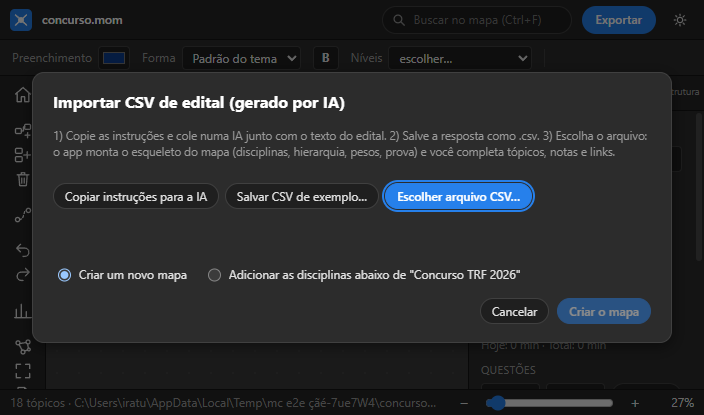 concurso.mom
Buscar no mapa (Ctrl+F)
Exportar
Preenchimento
Forma
Padrão do tema
B
Níveis
escolher...
Importar CSV de edital (gerado por IA)
1) Copie as instruções e cole numa IA junto com o texto do edital. 2) Salve a resposta como .csv. 3) Escolha o arquivo:
o app monta o esqueleto do mapa (disciplinas, hierarquia, pesos, prova) e você completa tópicos, notas e links.
Copiar instruções para a IA
Salvar CSV de exemplo...
Escolher arquivo CSV...
Criar um novo mapa
Adicionar as disciplinas abaixo de "Concurso TRF 2026"
Cancelar
Criar o mapa
Hoje: 0 min · Total: 0 min
QUESTÕES
18 tópicos · C:\Users\iratu\AppData\Local\Temp\mc e2e çãé-7ue7W4\concurso...
27%